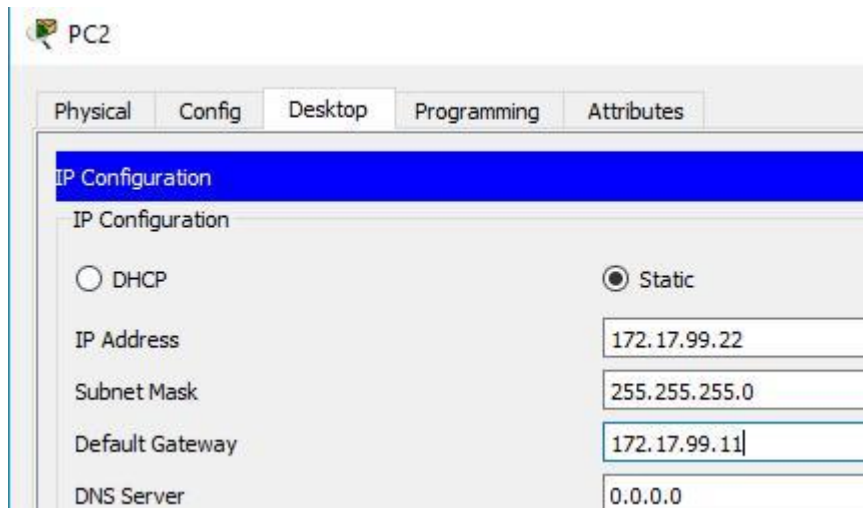 PC2
Physical Config Desktop Programming Attributes
IP Configuration
IP Configuration
DHCP Static
IP Address 172.17.99.22
Subnet Mask 255.255.255.0
Default Gateway 172.17.99.11
DNS Server 0.0.0.0